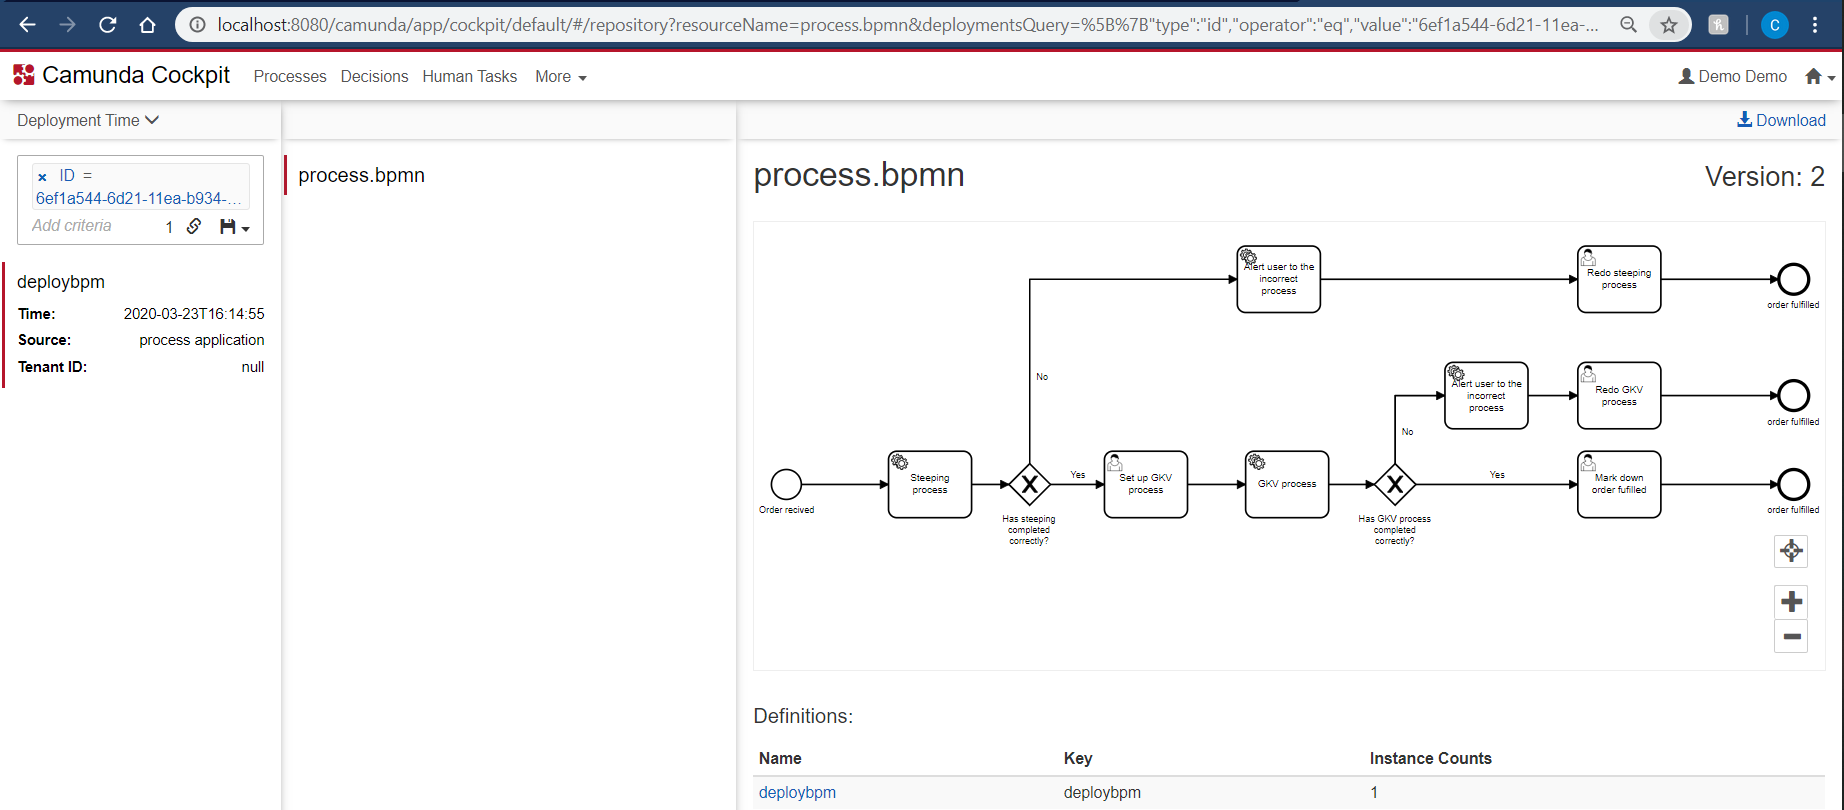 localhost:8080/camunda/app/cockpit/default/#/repository?resourceName=process.bpmn&deploymentsQuery=%5B%7B"type":"id","operator":"eq","value":"6ef1a544-6d21-11ea-...
C
Camunda Cockpit Processes Decisions Human Tasks More
Demo Demo
Deployment Time
Download
ID =
6ef1a544-6d21-11ea-b934-...
Add criteria 1
deploybpm
Time: 2020-03-23T16:14:55
Source: process application
Tenant ID: null
process.bpmn
process.bpmn
Version: 2
Alert user to the
incorrect
process
Redo steeping
process
order fulfilled
No
Alert user to the
incorrect
process
Redo GKV
process
order fulfilled
No
Order recived
Steeping
process
Has steeping
completed
correctly?
Yes
Set up GKV
process
GKV process
Has GKV process
completed
correctly?
Yes
Mark down
order fufilled
order fulfilled
Definitions:
Name Key Instance Counts
deploybpm deploybpm 1